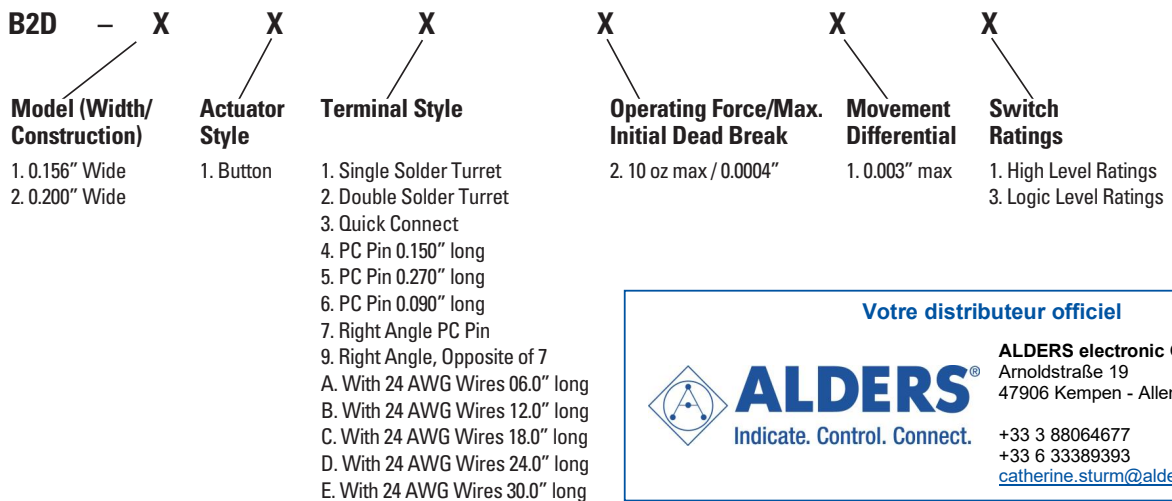 B2D – X X X X X X
Model (Width/
Construction)
1. 0.156" Wide
2. 0.200" Wide
Actuator
Style
1. Button
Terminal Style
1. Single Solder Turret
2. Double Solder Turret
3. Quick Connect
4. PC Pin 0.150" long
5. PC Pin 0.270" long
6. PC Pin 0.090" long
7. Right Angle PC Pin
9. Right Angle, Opposite of 7
A. With 24 AWG Wires 06.0" long
B. With 24 AWG Wires 12.0" long
C. With 24 AWG Wires 18.0" long
D. With 24 AWG Wires 24.0" long
E. With 24 AWG Wires 30.0" long
Operating Force/Max.
Initial Dead Break
2. 10 oz max / 0.0004"
Movement
Differential
1. 0.003" max
Switch
Ratings
1. High Level Ratings
3. Logic Level Ratings
Votre distributeur officiel
A
ALDERS®
Indicate. Control. Connect.
ALDERS electronic
Arnoldstraße 19
47906 Kempen - Aller
+33 3 88064677
+33 6 33389393
catherine.sturm@alde